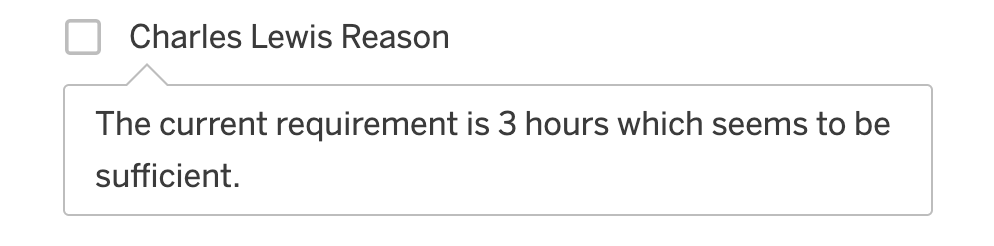 Charles Lewis Reason
The current requirement is 3 hours which seems to be
sufficient.